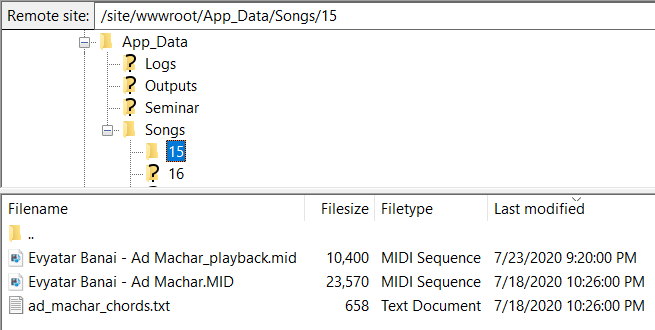 Remote site: /site/wwwroot/App_Data/Songs/15
App_Data
? Logs
? Outputs
? Seminar
Songs
15
? 16
Filename Filesize Filetype Last modified
..
Evyatar Banai - Ad Machar_playback.mid 10,400 MIDI Sequence 7/23/2020 9:20:00 PM
Evyatar Banai - Ad Machar.MID 23,570 MIDI Sequence 7/18/2020 10:26:00 PM
ad_machar_chords.txt 658 Text Document 7/18/2020 10:26:00 PM